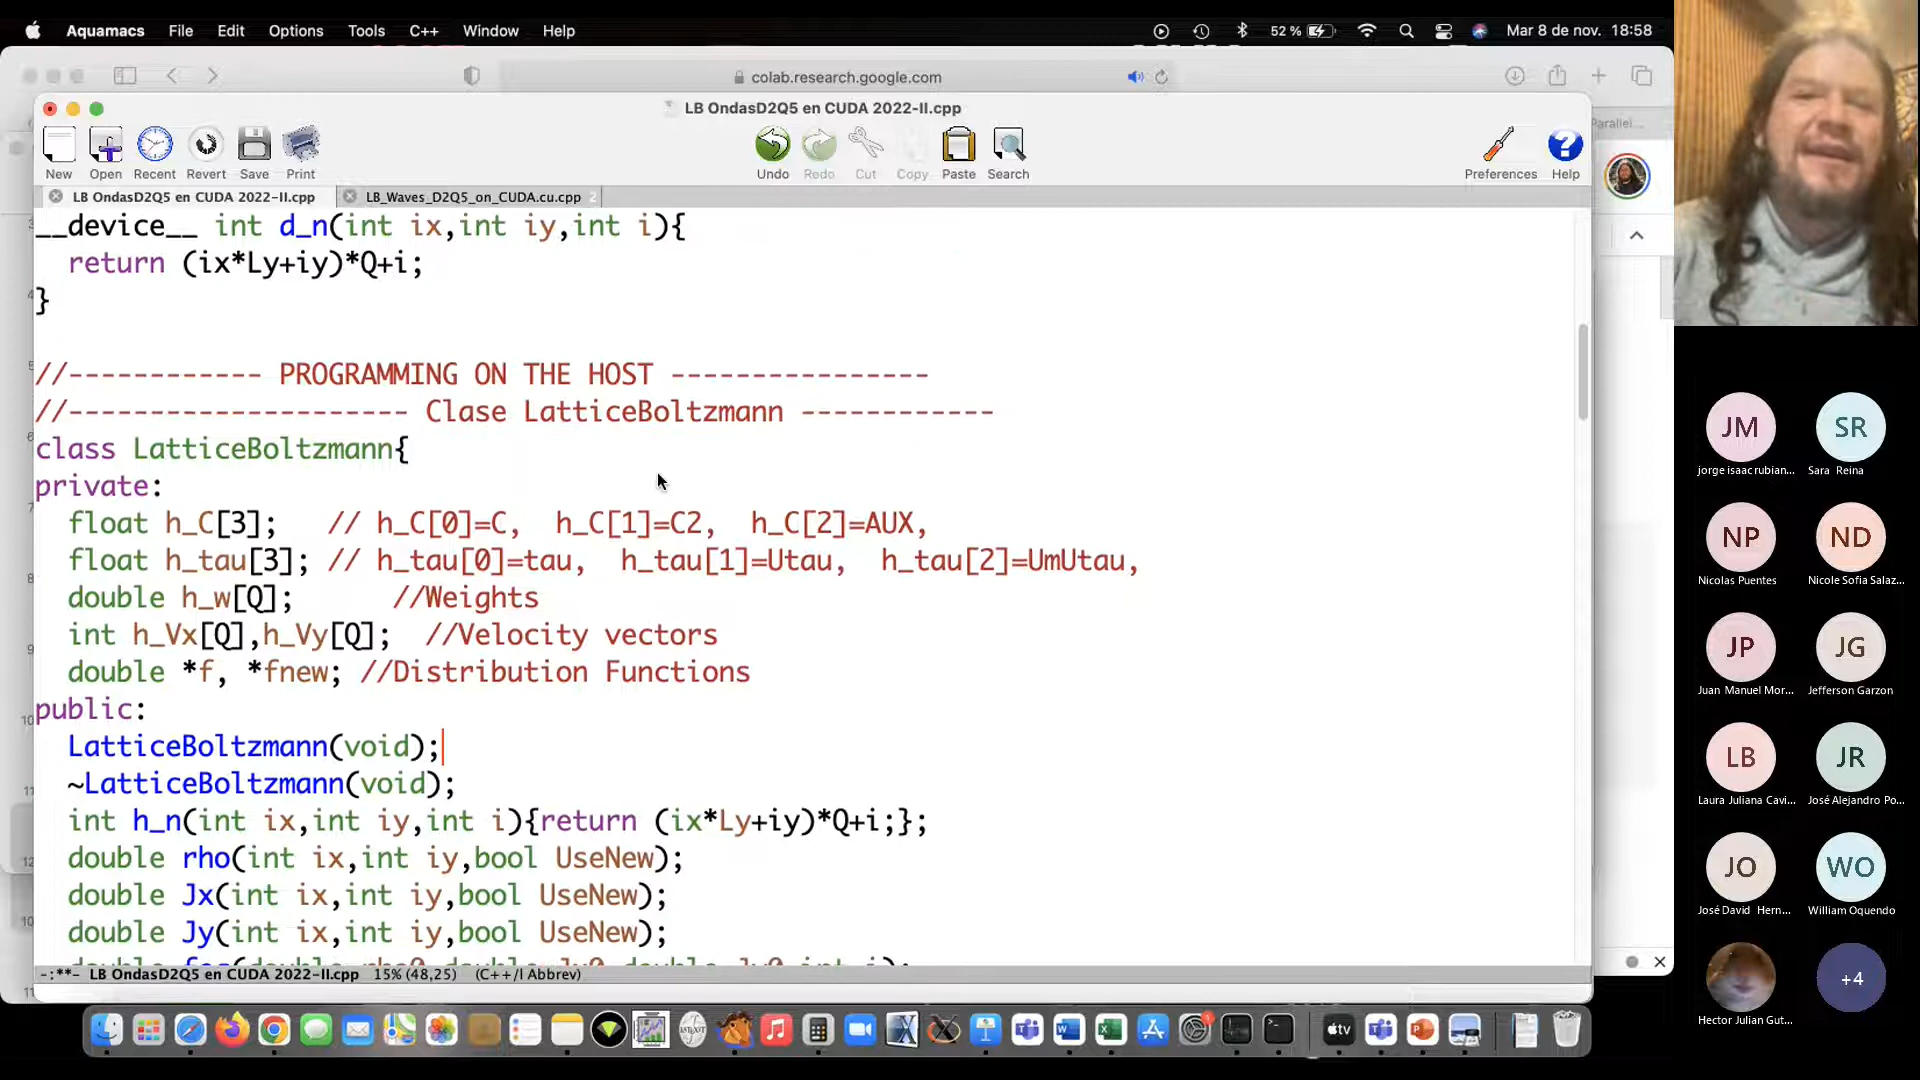 Aquamacs File Edit Options Tools C++ Window Help
52 % Mar 8 de nov. 18:58
colab.research.google.com
LB OndasD2Q5 en CUDA 2022-II.cpp
New Open Recent Revert Save Print Undo Redo Cut Copy Paste Search Preferences Help
LB OndasD2Q5 en CUDA 2022-II.cpp LB_Waves_D2Q5_on_CUDA.cu.cpp 2
__device__ int d_n(int ix,int iy,int i){
return (ix*Ly+iy)*Q+i;
}
//------------ PROGRAMMING ON THE HOST ----------------
//--------------------- Clase LatticeBoltzmann ------------
class LatticeBoltzmann{
private:
float h_C[3]; // h_C[0]=C, h_C[1]=C2, h_C[2]=AUX,
float h_tau[3]; // h_tau[0]=tau, h_tau[1]=Utau, h_tau[2]=UmUtau,
double h_w[Q]; //Weights
int h_Vx[Q],h_Vy[Q]; //Velocity vectors
double *f, *fnew; //Distribution Functions
public:
LatticeBoltzmann(void);
~LatticeBoltzmann(void);
int h_n(int ix,int iy,int i){return (ix*Ly+iy)*Q+i;};
double rho(int ix,int iy,bool UseNew);
double Jx(int ix,int iy,bool UseNew);
double Jy(int ix,int iy,bool UseNew);
-:**- LB OndasD2Q5 en CUDA 2022-II.cpp 15% (48,25) (C++/l Abbrev)
Parallel...
JM SR
jorge isaac rubian... Sara Reina
NP ND
Nicolas Puentes Nicole Sofia Salaz...
JP JG
Juan Manuel Mor... Jefferson Garzon
LB JR
Laura Juliana Cavi... José Alejandro Po...
JO WO
José David Hern... William Oquendo
+4
Hector Julian Gut...
tv